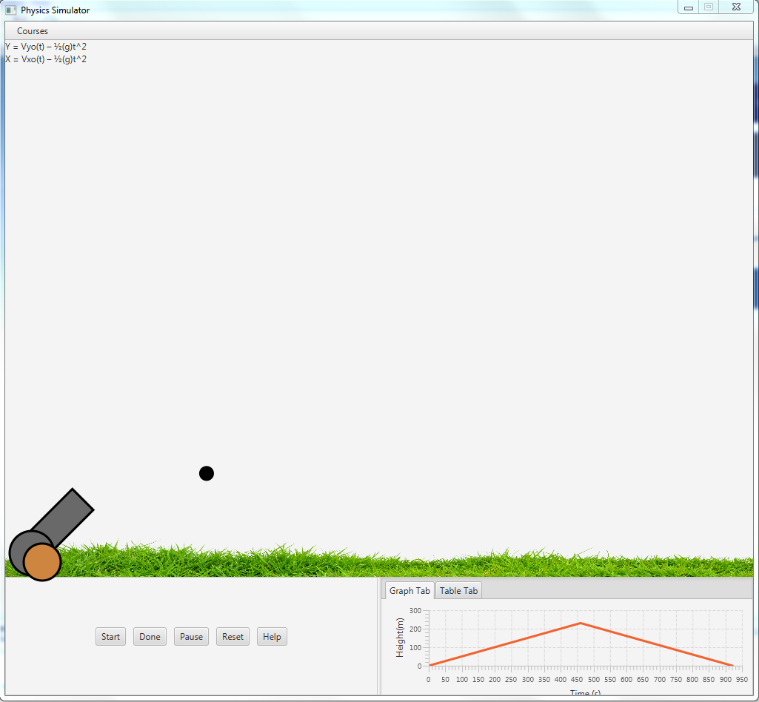 Physics Simulator
Courses
Y = Vyo(t) – ½(g)t^2
X = Vxo(t) – ½(g)t^2
Start Done Pause Reset Help
Graph Tab Table Tab
Height(m)
300
200
100
0
0 50 100 150 200 250 300 350 400 450 500 550 600 650 700 750 800 850 900 950
Time (s)